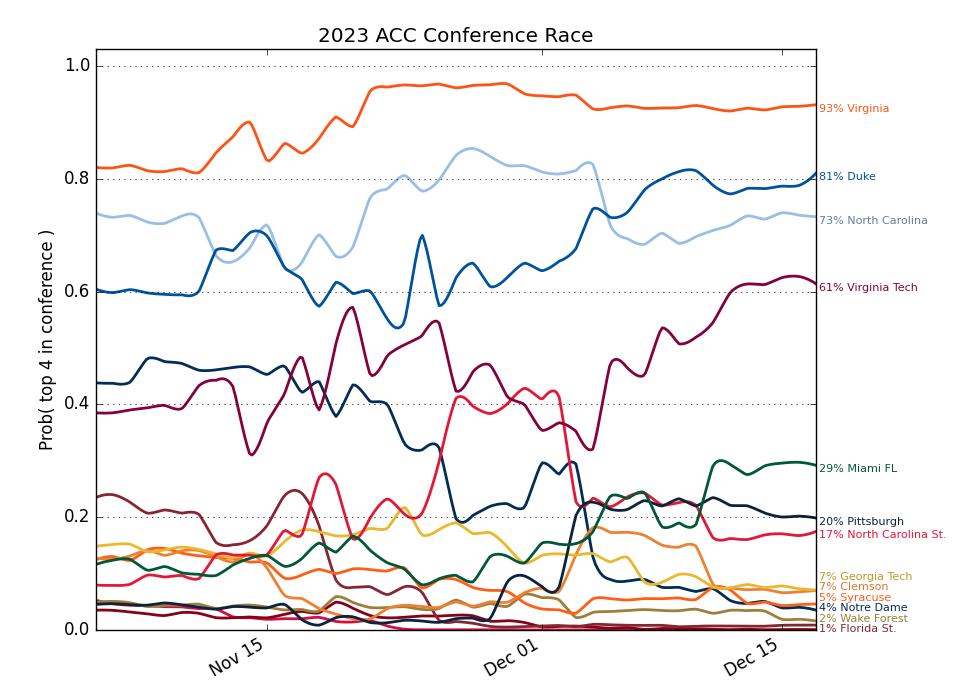 2023 ACC Conference Race
Prob( top 4 in conference )
1.0
0.8
0.6
0.4
0.2
0.0
Nov 15
Dec 01
Dec 15
93% Virginia
81% Duke
73% North Carolina
61% Virginia Tech
29% Miami FL
20% Pittsburgh
17% North Carolina St.
7% Georgia Tech
7% Clemson
5% Syracuse
4% Notre Dame
2% Wake Forest
1% Florida St.